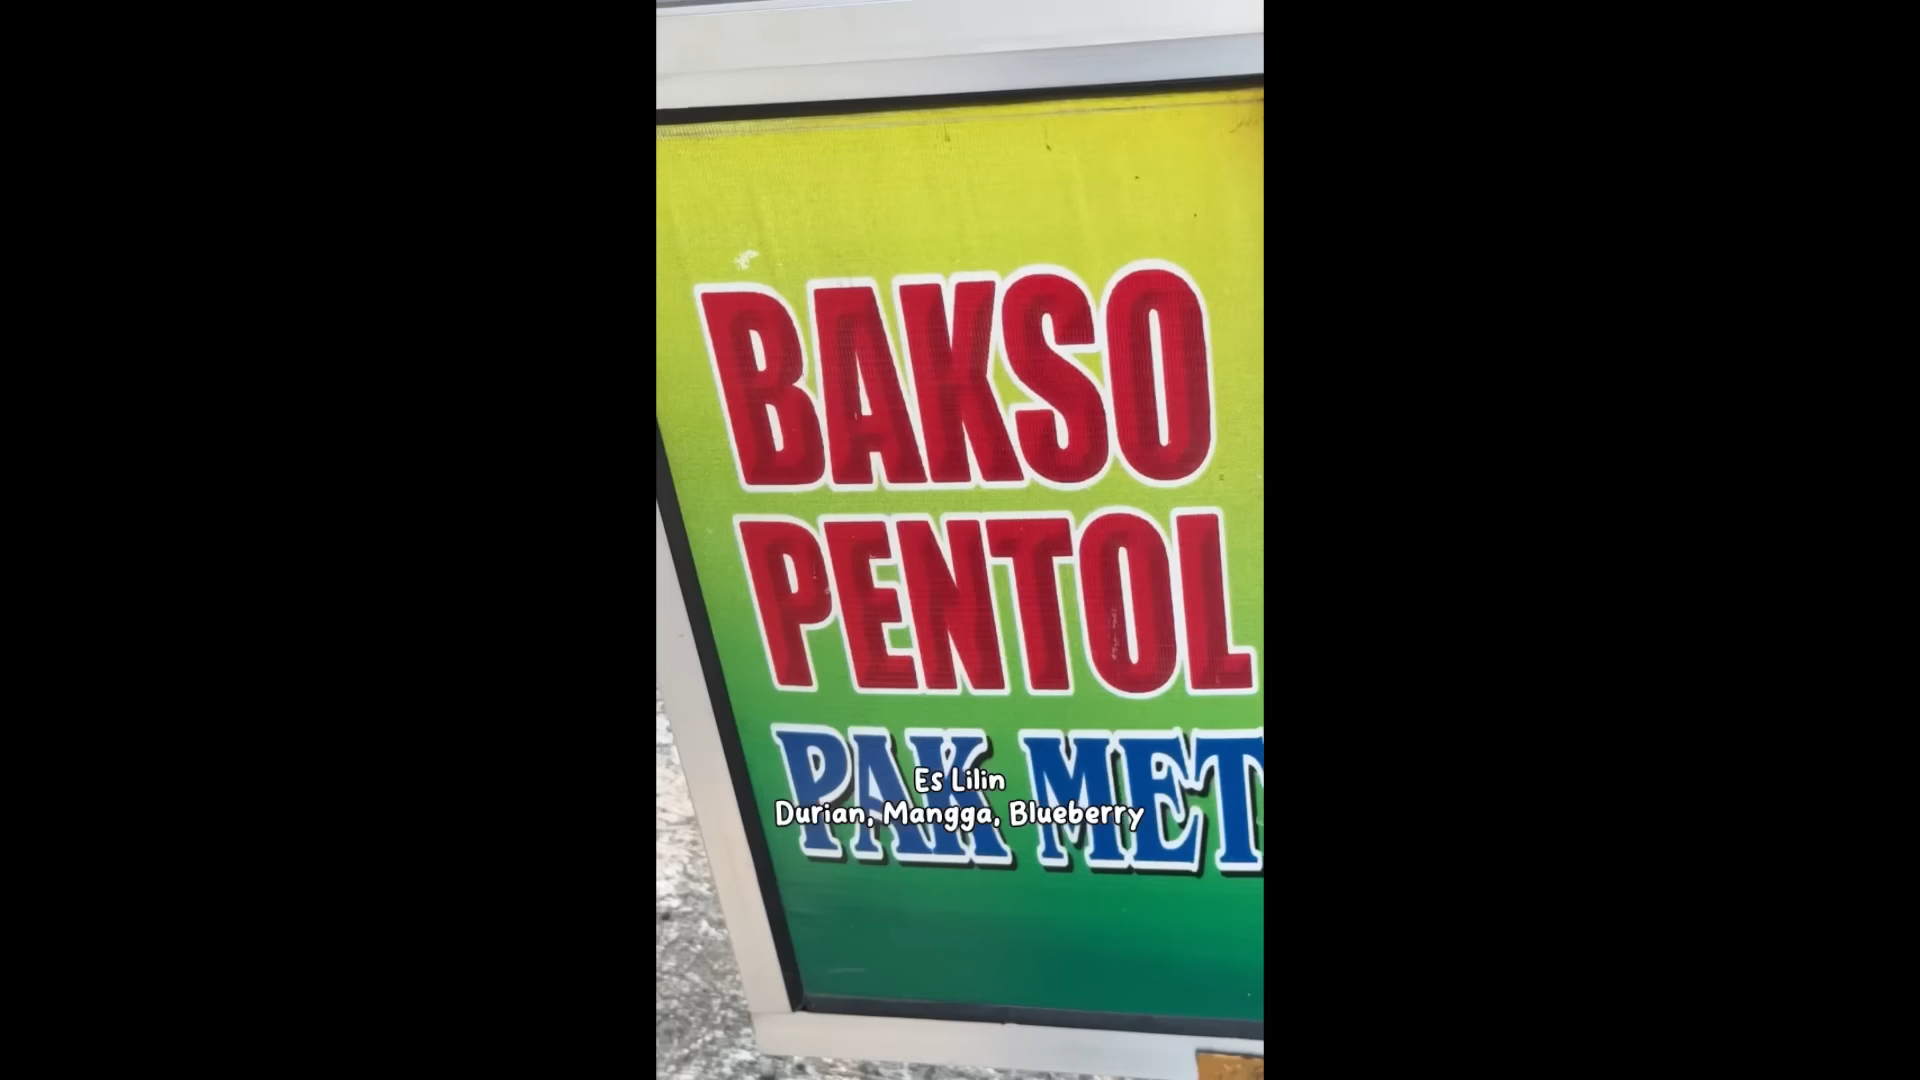 BAKSO
PENTOL
PAK MET
Es Lilin
Durian, Mangga, Blueberry